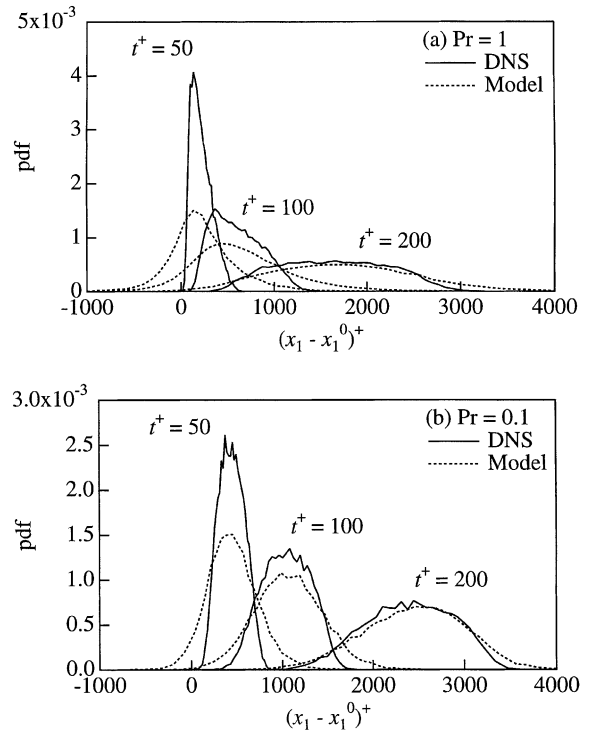 5x10⁻³
(a) Pr = 1
t⁺ = 50
DNS
Model
4
3
pdf
2
t⁺ = 100
1
t⁺ = 200
0
-1000 0 1000 2000 3000 4000
(x₁ - x₁⁰)⁺
3.0x10⁻³
(b) Pr = 0.1
t⁺ = 50
DNS
Model
2.5
2.0
pdf
1.5
t⁺ = 100
1.0
t⁺ = 200
0.5
0.0
-1000 0 1000 2000 3000 4000
(x₁ - x₁⁰)⁺